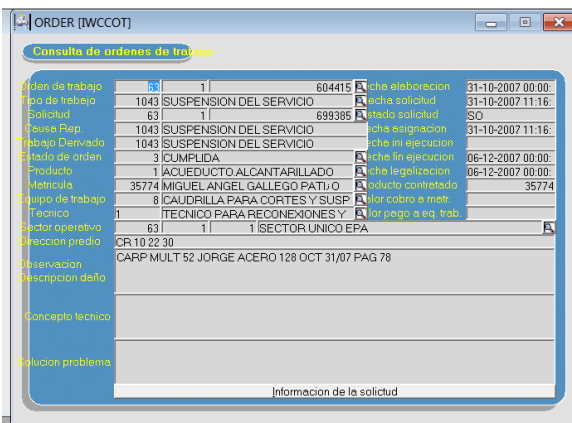 ORDER [IWCCOT]
Consulta de ordenes de trabajo
Orden de trabajo 63 1 604415 echa elaboracion 31-10-2007 00:00:
Tipo de trabajo 1043 SUSPENSION DEL SERVICIO echa solicitud 31-10-2007 11:16:
Solicitud 63 1 699385 stado solicitud SO
Causa Rep. 1043 SUSPENSION DEL SERVICIO echa asignacion 31-10-2007 11:16:
Trabajo Derivado 1043 SUSPENSION DEL SERVICIO echa ini ejecucion
Estado de orden 3 CUMPLIDA echa fin ejecucion 06-12-2007 00:00:
Producto 1 ACUEDUCTO.ALCANTARILLADO echa legalizacion 06-12-2007 00:00:
Matricula 35774 MIGUEL ANGEL GALLEGO oducto contratado 35774
Equipo de trabajo 8 CAUDRILLA PARA CORTES Y SUSP alor cobro a matr.
Tecnico 1 TECNICO PARA RECONEXIONES Y alor pago a eq. trab.
Sector operativo 63 1 1 SECTOR UNICO EPA
Direccion predio CR 10 22 30
Observacion CARP MULT 52 JORGE ACERO 128 OCT 31/07 PAG 78
Descripcion daño
Concepto tecnico
Solucion problema
Informacion de la solictud